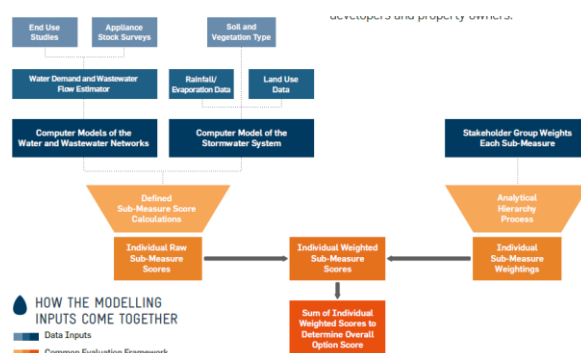 developers and property owners.
End Use
Studies
Appliance
Stock Surveys
Soil and
Vegetation Type
Water Demand and Wastewater
Flow Estimator
Rainfall/
Evaporation Data
Land Use
Data
Computer Models of the
Water and Wastewater Networks
Computer Model of the
Stormwater System
Stakeholder Group Weights
Each Sub-Measure
Defined
Sub-Measure Score
Calculations
Analytical
Hierarchy
Process
Individual Raw
Sub-Measure
Scores
Individual Weighted
Sub-Measure
Scores
Individual
Sub-Measure
Weightings
HOW THE MODELLING
INPUTS COME TOGETHER
Data Inputs
Common Evaluation Framework
Sum of Individual
Weighted Scores to
Determine Overall
Option Score